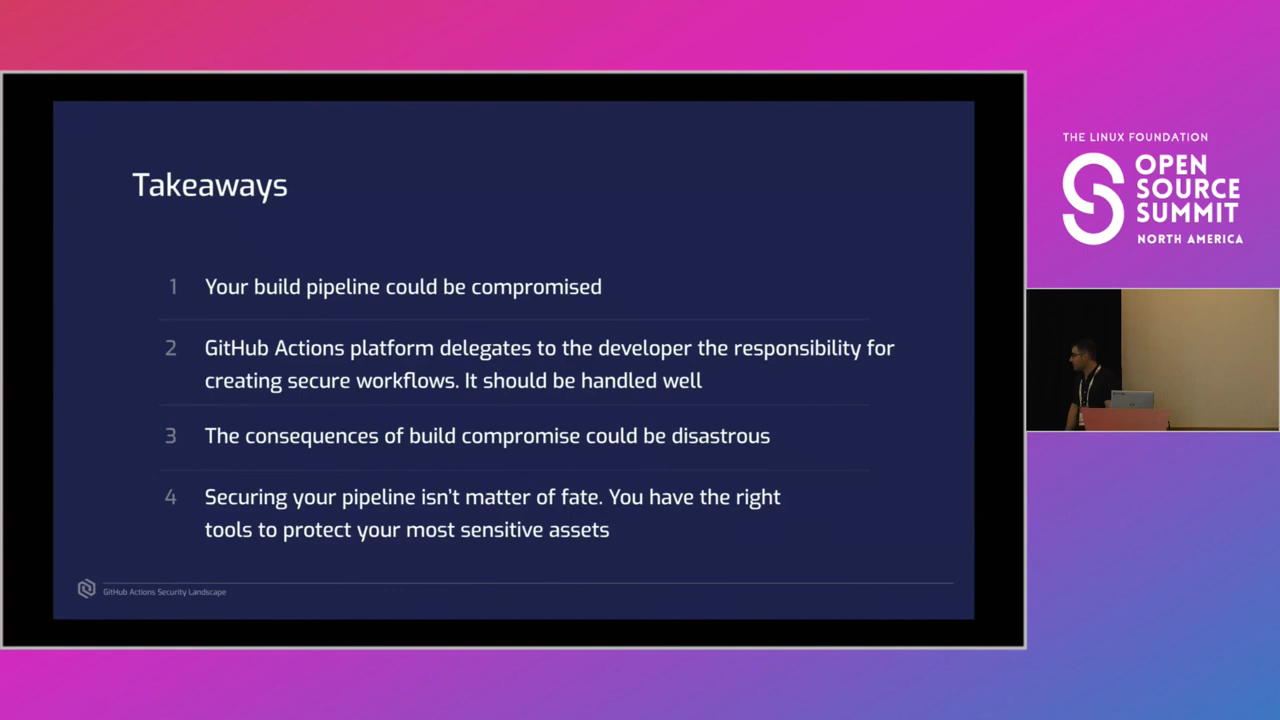 Takeaways
1 Your build pipeline could be compromised
2 GitHub Actions platform delegates to the developer the responsibility for
creating secure workflows. It should be handled well
3 The consequences of build compromise could be disastrous
4 Securing your pipeline isn't matter of fate. You have the right
tools to protect your most sensitive assets
GitHub Actions Security Landscape
THE LINUX FOUNDATION
OPEN
SOURCE
SUMMIT
NORTH AMERICA